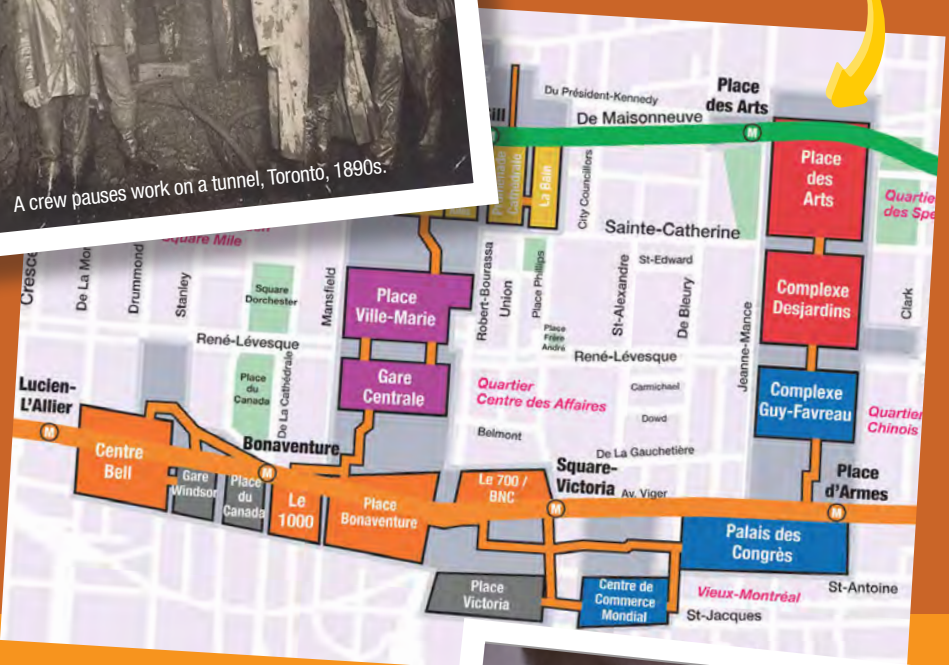 A crew pauses work on a tunnel, Toronto, 1890s.
Du Président-Kennedy
De Maisonneuve
Place
des Arts
M
Place
des
Arts
Quartier
City Councillors
La Baie
Cathédrale
Sainte-Catherine
Square Mile
Drummond
Stanley
Square
Dorchester
Mansfield
Place
Ville-Marie
Robert-Bourassa
Union
Place Phillips
St-Alexandre
St-Edward
De Bleury
Jeanne-Mance
Complexe
Desjardins
Clark
Place
Frère
André
René-Lévesque
René-Lévesque
Place
du
Canada
De La Cathédrale
Gare
Centrale
Quartier
Centre des Affaires
Carmichael
Dowd
Belmont
De La Gauchetière
Complexe
Guy-Favreau
Quartier
Chinois
Lucien-
L'Allier
M
Centre
Bell
Bonaventure
M
Gare
Windsor
Place
du
Canada
Le
1000
Place
Bonaventure
Le 700 /
BNC
Square-
Victoria
M
Av. Viger
Place
d'Armes
M
Palais des
Congrès
Place
Victoria
Centre de
Commerce
Mondial
Vieux-Montréal
St-Antoine
St-Jacques